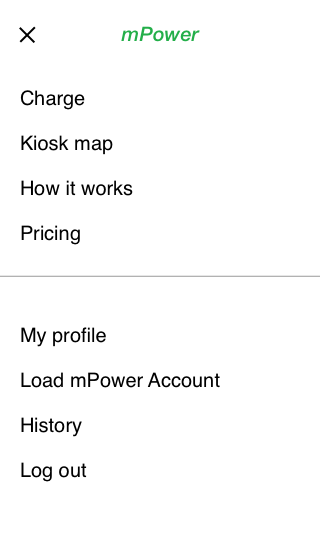 mPower
Charge
Kiosk map
How it works
Pricing
My profile
Load mPower Account
History
Log out